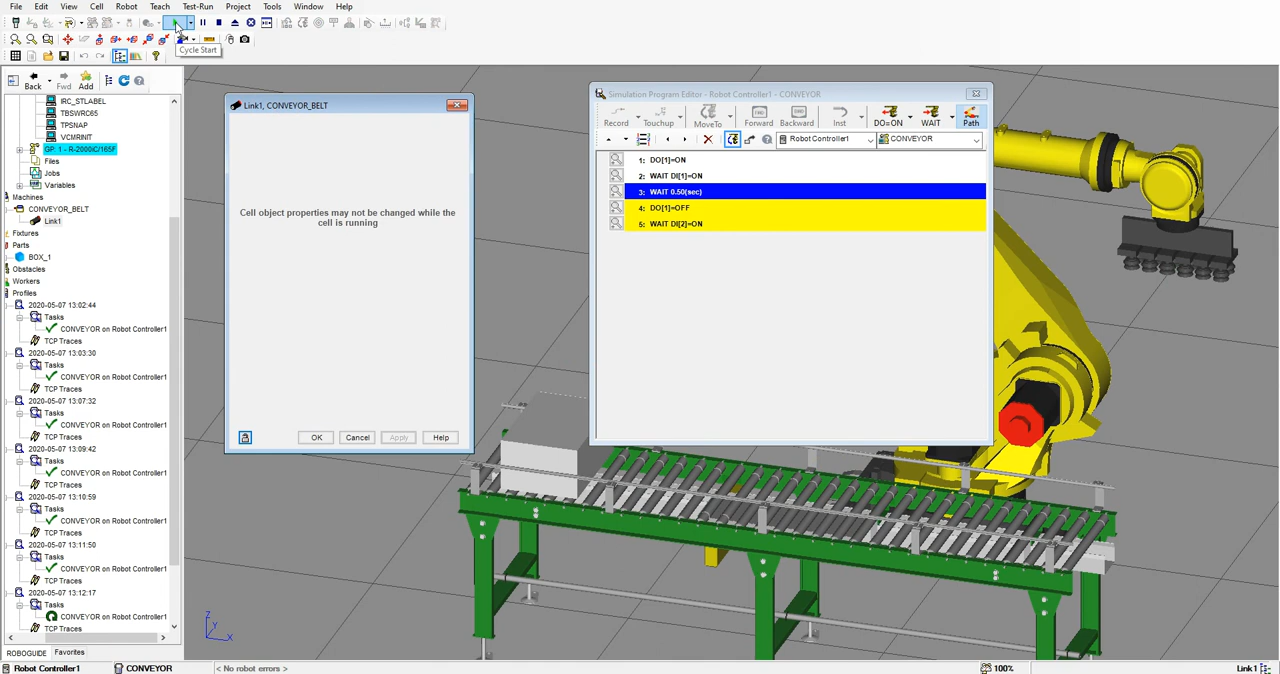 File Edit View Cell Robot Teach Test-Run Project Tools Window Help
Cycle Start
Back Fwd Add
IRC_STLABEL
TBSWRC65
TPSNAP
VCMRINIT
GP: 1 - R-2000iC/165F
Files
Jobs
Variables
Machines
CONVEYOR_BELT
Link1
Fixtures
Parts
BOX_1
Obstacles
Workers
Profiles
2020-05-07 13:02:44
Tasks
CONVEYOR on Robot Controller1
TCP Traces
2020-05-07 13:03:30
Tasks
CONVEYOR on Robot Controller1
TCP Traces
2020-05-07 13:07:32
Tasks
CONVEYOR on Robot Controller1
TCP Traces
2020-05-07 13:09:42
Tasks
CONVEYOR on Robot Controller1
TCP Traces
2020-05-07 13:10:59
Tasks
CONVEYOR on Robot Controller1
TCP Traces
2020-05-07 13:11:50
Tasks
CONVEYOR on Robot Controller1
TCP Traces
2020-05-07 13:12:17
Tasks
CONVEYOR on Robot Controller1
TCP Traces
ROBOGUIDE Favorites
Link1, CONVEYOR_BELT
Cell object properties may not be changed while the
cell is running
OK Cancel Apply Help
Simulation Program Editor - Robot Controller1 - CONVEYOR
Record Touchup MoveTo Forward Backward Inst DO=ON WAIT Path
Robot Controller1 CONVEYOR
1: DO[1]=ON
2: WAIT DI[1]=ON
3: WAIT 0.50(sec)
4: DO[1]=OFF
5: WAIT DI[2]=ON
Z
Y
X
Robot Controller1 CONVEYOR < No robot errors > 100% Link1